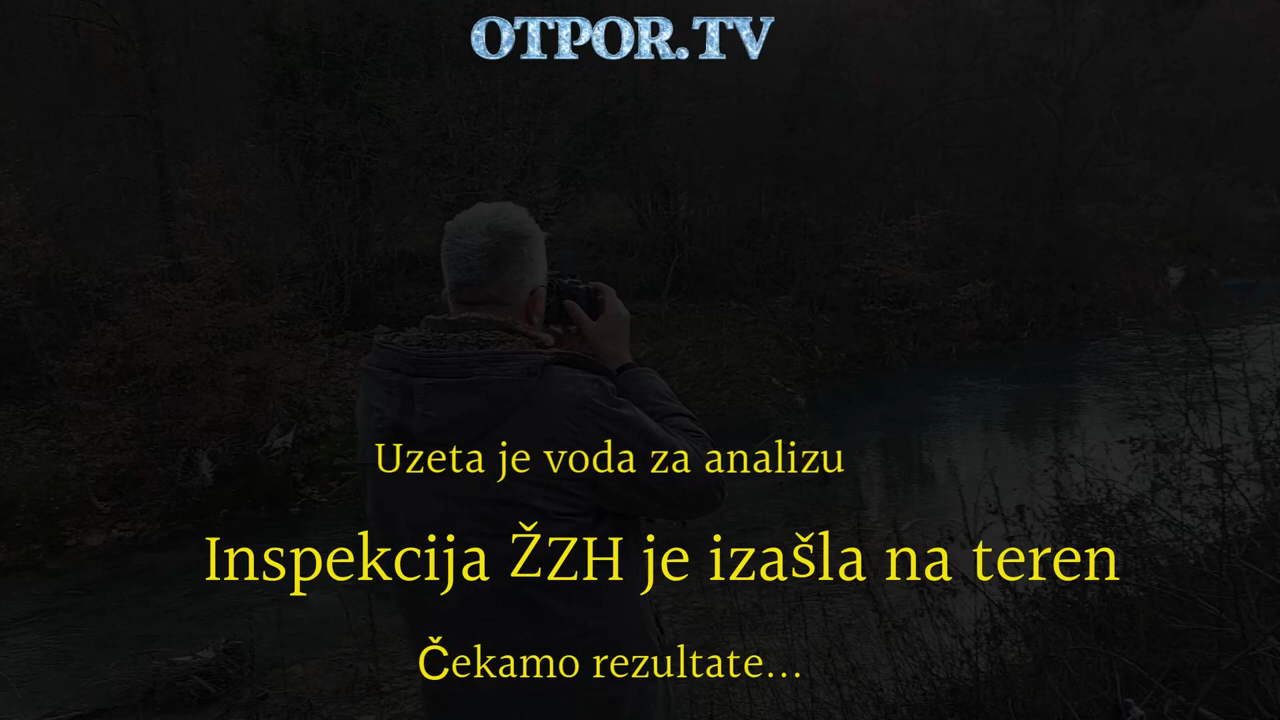 OTPOR.TV
Uzeta je voda za analizu
Inspekcija ŽZH je izašla na teren
Čekamo rezultate...